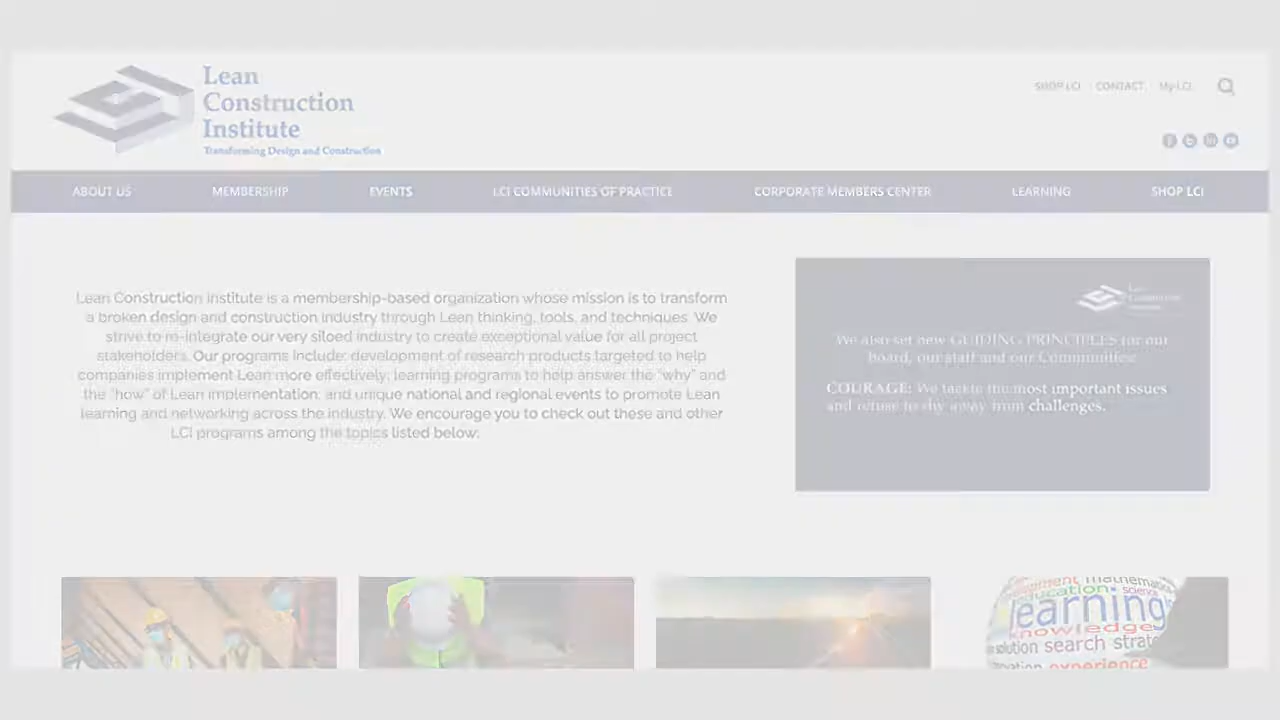 Lean
Construction
Institute
Transforming Design and Construction
SHOP LCI CONTACT My LCI
ABOUT US MEMBERSHIP EVENTS LCI COMMUNITIES OF PRACTICE CORPORATE MEMBERS CENTER LEARNING SHOP LCI
Lean Construction Institute is a membership-based organization whose mission is to transform
a broken design and construction industry through Lean thinking, tools, and techniques. We
strive to re-integrate our very siloed industry to create exceptional value for all project
stakeholders. Our programs include: development of research products targeted to help
companies implement Lean more effectively; learning programs to help answer the "why" and
the "how" of Lean implementation; and unique national and regional events to promote Lean
learning and networking across the industry. We encourage you to check out these and other
LCI programs among the topics listed below:
Lean
Construction
We also set new GUIDING PRINCIPLES for our
Board, our staff and our Communities:
COURAGE: We tackle the most important issues
and refuse to shy away from challenges.
mathematics
education science
learning
knowledge
solution search
experience